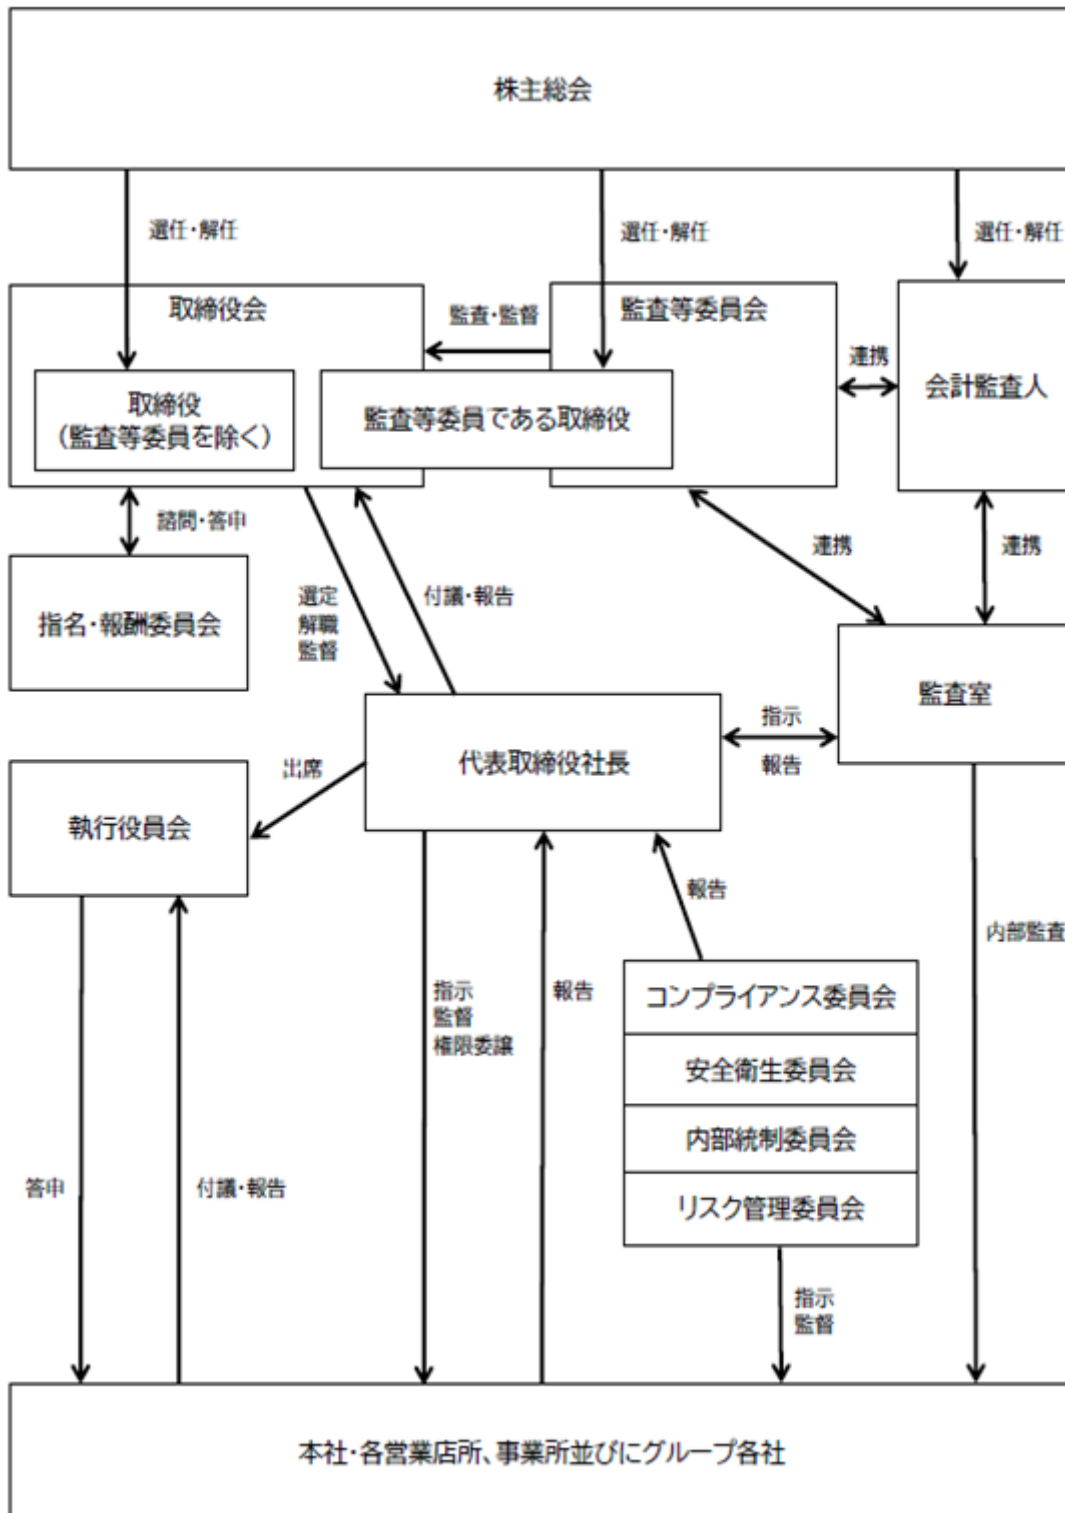 株主総会
選任・解任
選任・解任
選任・解任
取締役会
監査・監督
監査等委員会
連携
会計監査人
取締役
（監査等委員を除く）
監査等委員である取締役
諮問・答申
連携
連携
指名・報酬委員会
選定
解職
監督
付議・報告
監査室
指示
報告
代表取締役社長
出席
執行役員会
報告
内部監査
指示
監督
権限委譲
報告
コンプライアンス委員会
安全衛生委員会
内部統制委員会
リスク管理委員会
答申
付議・報告
指示
監督
本社・各営業店所、事業所並びにグループ各社